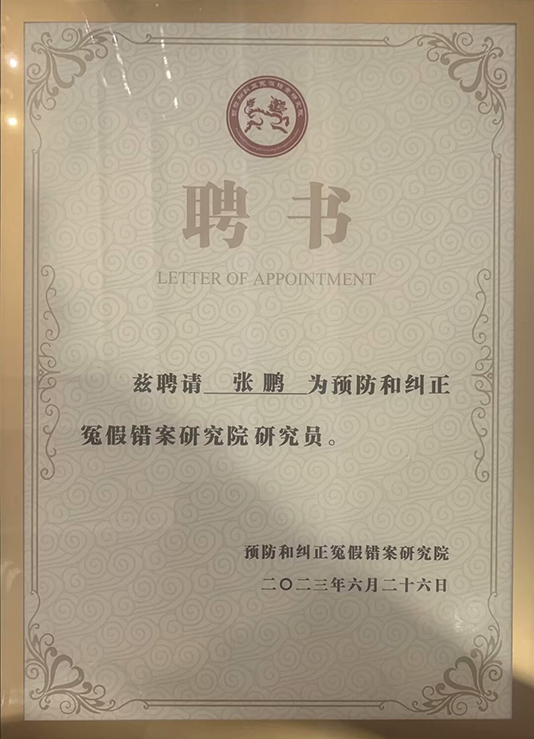 聘书
LETTER OF APPOINTMENT
兹聘请 张鹏 为预防和纠正
冤假错案研究院 研究员。
预防和纠正冤假错案研究院
二〇二三年六月二十六日